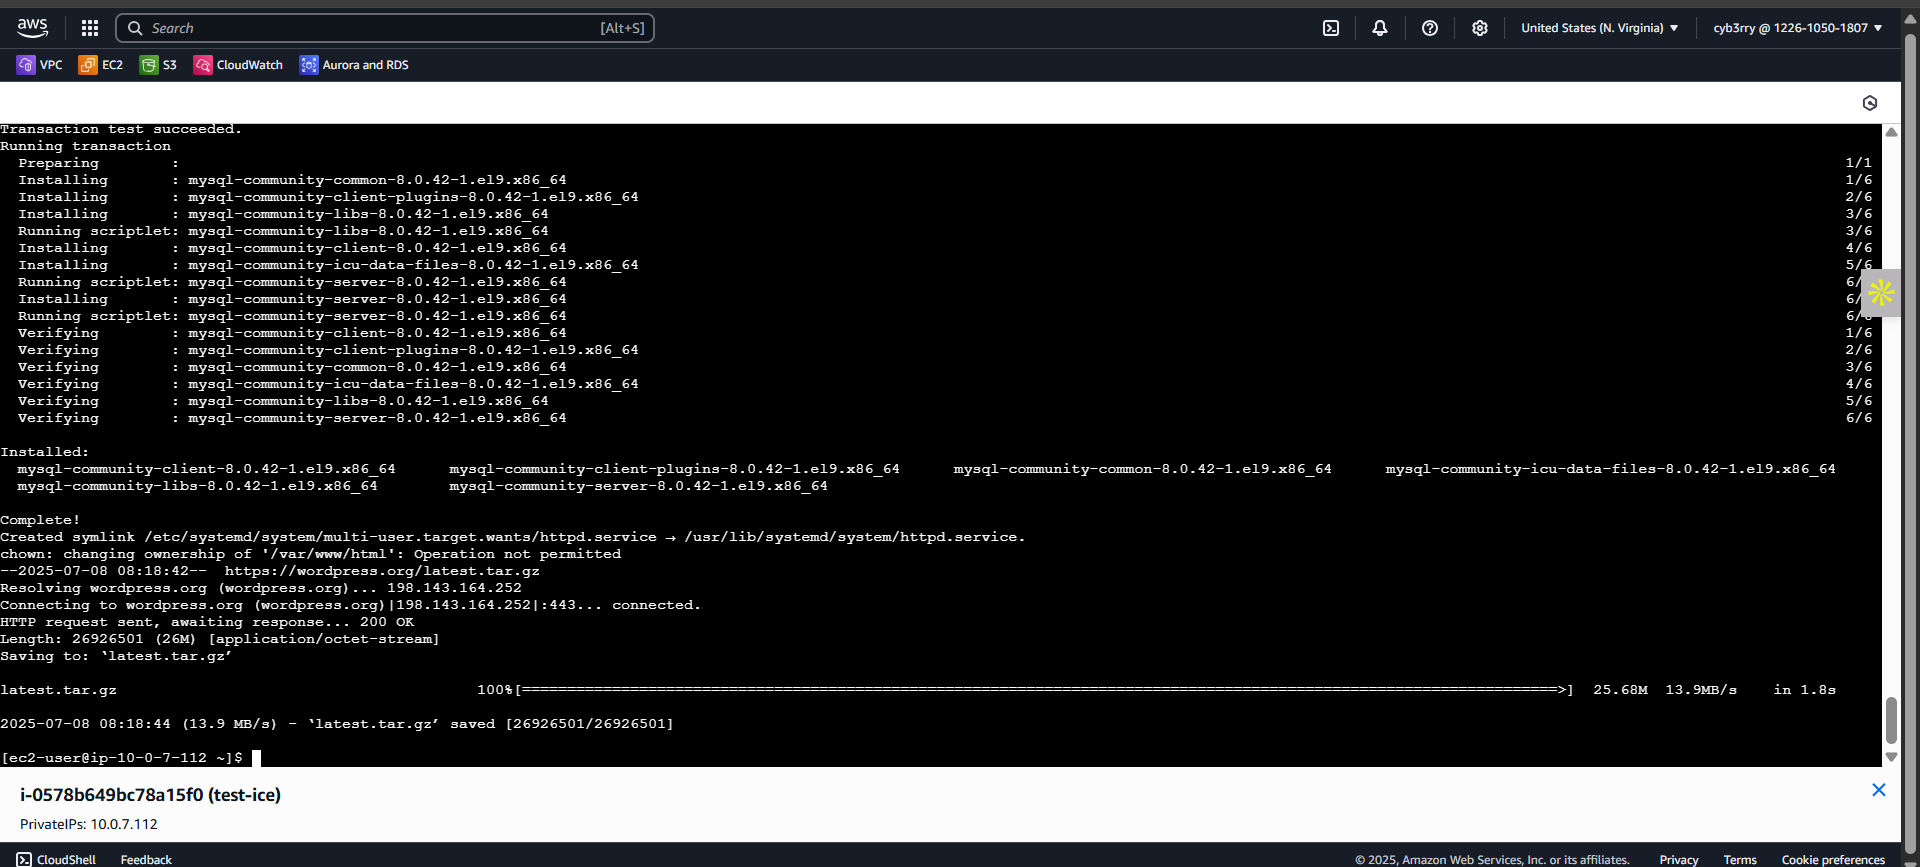 aws
Search [Alt+S]
United States (N. Virginia)
cyb3rry @ 1226-1050-1807
VPC EC2 S3 CloudWatch Aurora and RDS
Transaction test succeeded.
Running transaction
Preparing : 1/1
Installing : mysql-community-common-8.0.42-1.el9.x86_64 1/6
Installing : mysql-community-client-plugins-8.0.42-1.el9.x86_64 2/6
Installing : mysql-community-libs-8.0.42-1.el9.x86_64 3/6
Running scriptlet: mysql-community-libs-8.0.42-1.el9.x86_64 3/6
Installing : mysql-community-client-8.0.42-1.el9.x86_64 4/6
Installing : mysql-community-icu-data-files-8.0.42-1.el9.x86_64 5/6
Running scriptlet: mysql-community-server-8.0.42-1.el9.x86_64 6/
Installing : mysql-community-server-8.0.42-1.el9.x86_64 6/
Running scriptlet: mysql-community-server-8.0.42-1.el9.x86_64 6/6
Verifying : mysql-community-client-8.0.42-1.el9.x86_64 1/6
Verifying : mysql-community-client-plugins-8.0.42-1.el9.x86_64 2/6
Verifying : mysql-community-common-8.0.42-1.el9.x86_64 3/6
Verifying : mysql-community-icu-data-files-8.0.42-1.el9.x86_64 4/6
Verifying : mysql-community-libs-8.0.42-1.el9.x86_64 5/6
Verifying : mysql-community-server-8.0.42-1.el9.x86_64 6/6
Installed:
mysql-community-client-8.0.42-1.el9.x86_64 mysql-community-client-plugins-8.0.42-1.el9.x86_64 mysql-community-common-8.0.42-1.el9.x86_64 mysql-community-icu-data-files-8.0.42-1.el9.x86_64
mysql-community-libs-8.0.42-1.el9.x86_64 mysql-community-server-8.0.42-1.el9.x86_64
Complete!
Created symlink /etc/systemd/system/multi-user.target.wants/httpd.service → /usr/lib/systemd/system/httpd.service.
chown: changing ownership of '/var/www/html': Operation not permitted
--2025-07-08 08:18:42-- https://wordpress.org/latest.tar.gz
Resolving wordpress.org (wordpress.org)... 198.143.164.252
Connecting to wordpress.org (wordpress.org)|198.143.164.252|:443... connected.
HTTP request sent, awaiting response... 200 OK
Length: 26926501 (26M) [application/octet-stream]
Saving to: ‘latest.tar.gz’
latest.tar.gz 100%[===================================================================================================================>] 25.68M 13.9MB/s in 1.8s
2025-07-08 08:18:44 (13.9 MB/s) - ‘latest.tar.gz’ saved [26926501/26926501]
[ec2-user@ip-10-0-7-112 ~]$
i-0578b649bc78a15f0 (test-ice)
PrivateIPs: 10.0.7.112
CloudShell Feedback © 2025, Amazon Web Services, Inc. or its affiliates. Privacy Terms Cookie preferences